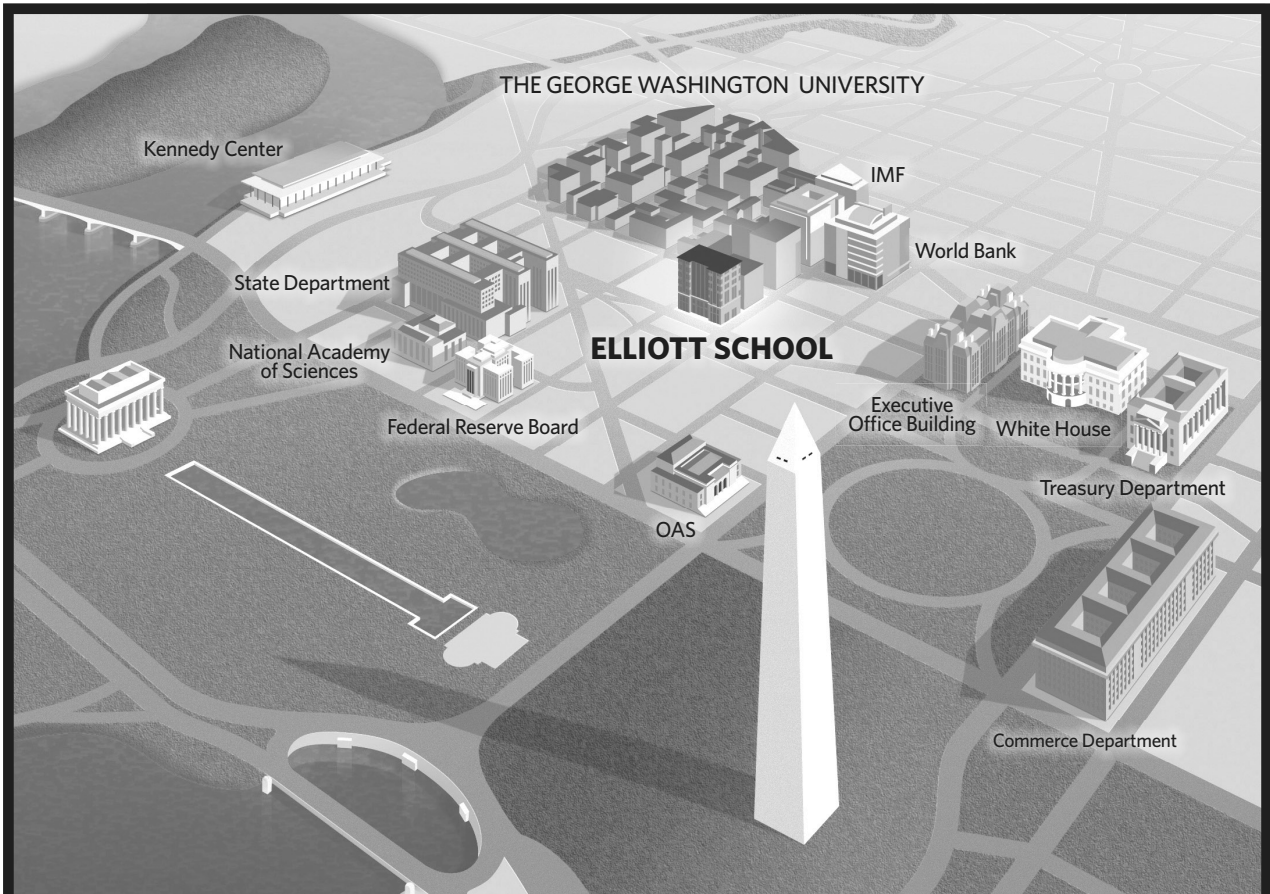 THE GEORGE WASHINGTON UNIVERSITY
Kennedy Center
IMF
World Bank
State Department
ELLIOTT SCHOOL
National Academy
of Sciences
Executive
Office Building
White House
Federal Reserve Board
Treasury Department
OAS
Commerce Department